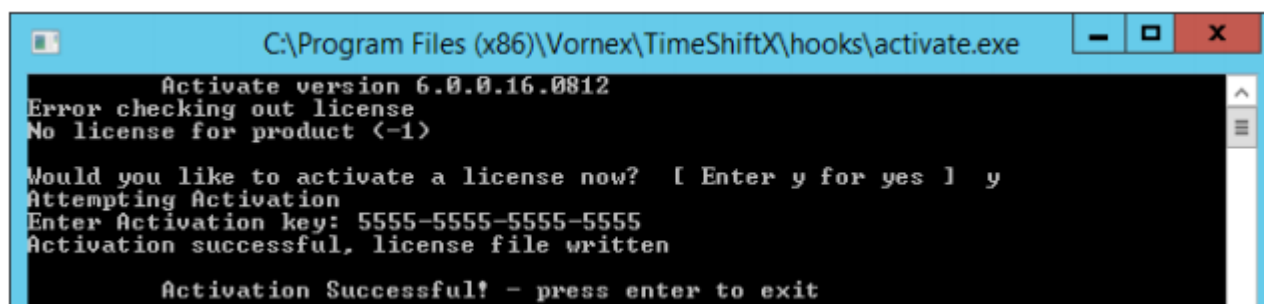 C:\Program Files (x86)\Vornex\TimeShiftX\hooks\activate.exe
Activate version 6.0.0.16.0812
Error checking out license
No license for product (-1)
Would you like to activate a license now?  [ Enter y for yes ]  y
Attempting Activation
Enter Activation key: 5555-5555-5555-5555
Activation successful, license file written
Activation Successful! - press enter to exit